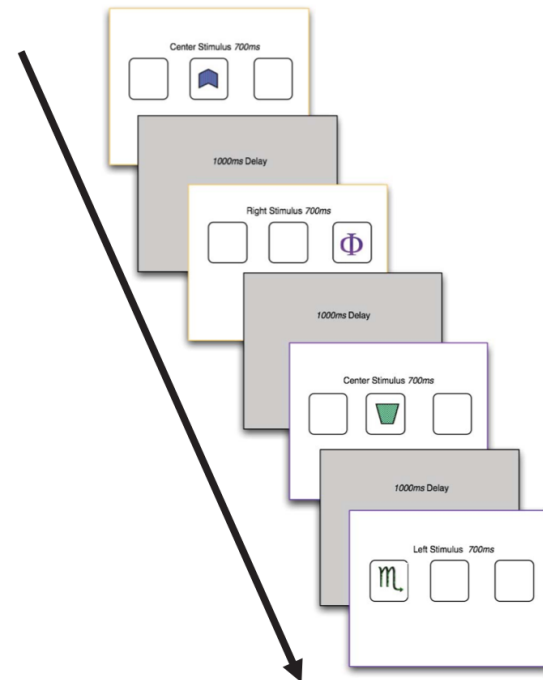 Center Stimulus 700ms
1000ms Delay
Right Stimulus 700ms
Φ
1000ms Delay
Center Stimulus 700ms
1000ms Delay
Left Stimulus 700ms
♏